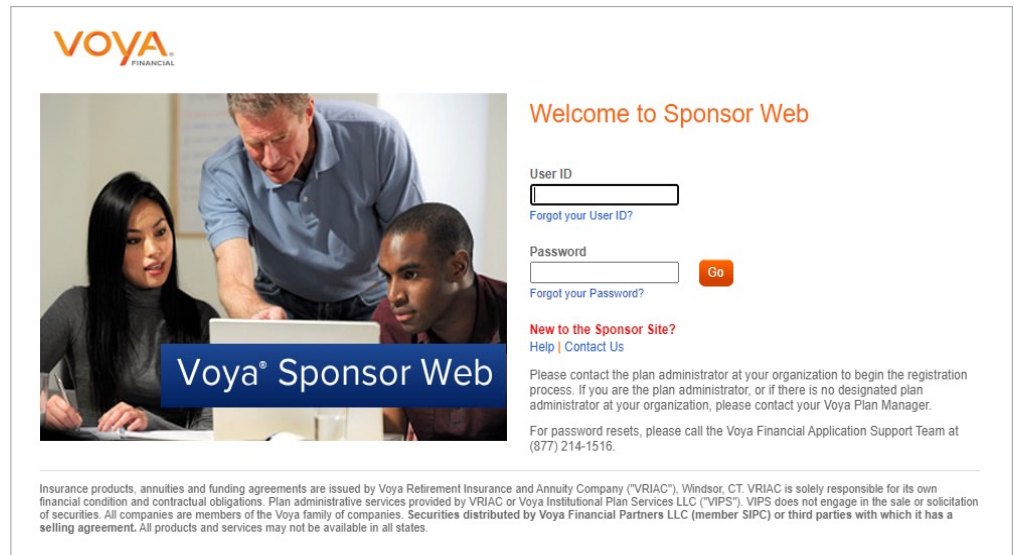 VOYA®
FINANCIAL
Welcome to Sponsor Web
User ID
Forgot your User ID?
Password
Go
Forgot your Password?
New to the Sponsor Site?
Help | Contact Us
Voya® Sponsor Web
Please contact the plan administrator at your organization to begin the registration
process. If you are the plan administrator, or if there is no designated plan
administrator at your organization, please contact your Voya Plan Manager.
For password resets, please call the Voya Financial Application Support Team at
(877) 214-1516.
Insurance products, annuities and funding agreements are issued by Voya Retirement Insurance and Annuity Company ("VRIAC"), Windsor, CT. VRIAC is solely responsible for its own
financial condition and contractual obligations. Plan administrative services provided by VRIAC or Voya Institutional Plan Services LLC ("VIPS"). VIPS does not engage in the sale or solicitation
of securities. All companies are members of the Voya family of companies. Securities distributed by Voya Financial Partners LLC (member SIPC) or third parties with which it has a
selling agreement. All products and services may not be available in all states.